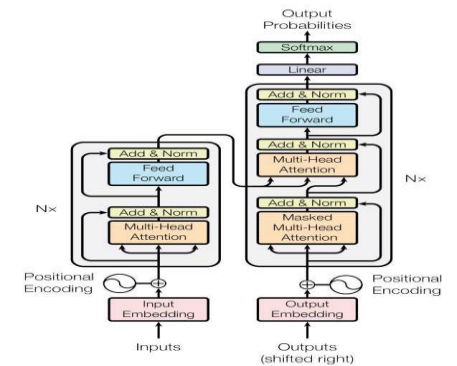 Output
Probabilities
Softmax
Linear
Add & Norm
Feed
Forward
Add & Norm
Multi-Head
Attention
Add & Norm
Masked
Multi-Head
Attention
Nx
Add & Norm
Feed
Forward
Add & Norm
Multi-Head
Attention
Nx
Positional
Encoding
Positional
Encoding
Input
Embedding
Output
Embedding
Inputs
Outputs
(shifted right)